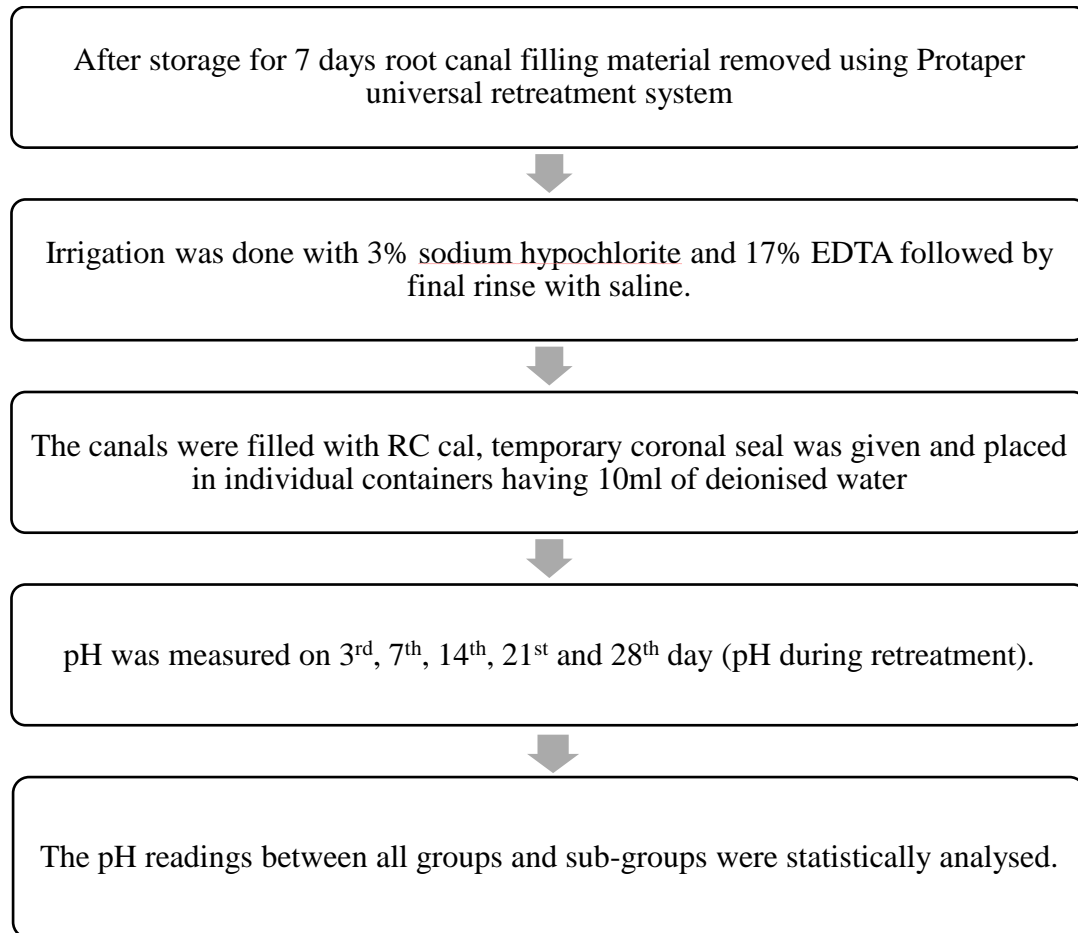 After storage for 7 days root canal filling material removed using Protaper
universal retreatment system
Irrigation was done with 3% sodium hypochlorite and 17% EDTA followed by
final rinse with saline.
The canals were filled with RC cal, temporary coronal seal was given and placed
in individual containers having 10ml of deionised water
pH was measured on 3rd, 7th, 14th, 21st and 28th day (pH during retreatment).
The pH readings between all groups and sub-groups were statistically analysed.